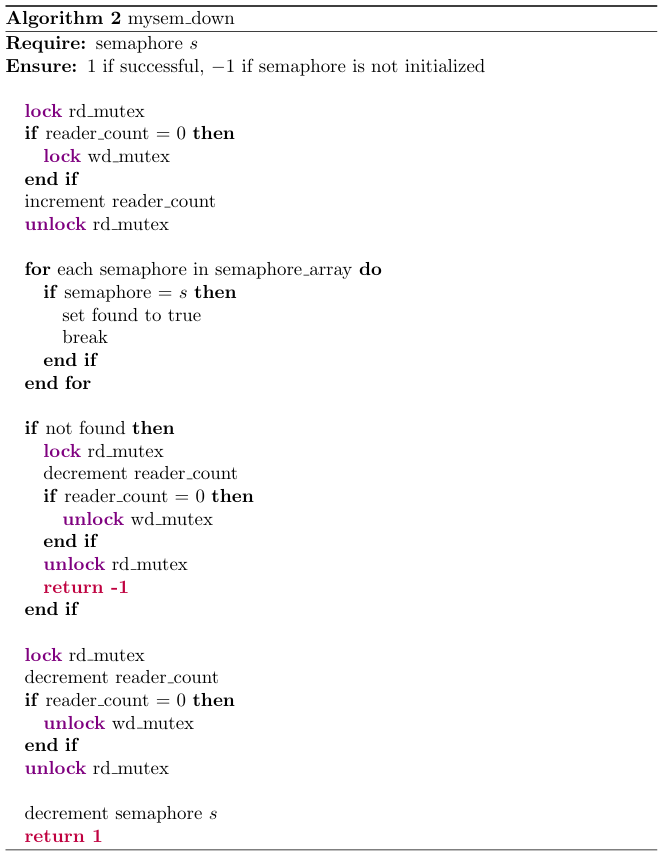 Algorithm 2 mysem_down
Require: semaphore s
Ensure: 1 if successful, −1 if semaphore is not initialized
lock rd_mutex
if reader_count = 0 then
lock wd_mutex
end if
increment reader_count
unlock rd_mutex
for each semaphore in semaphore_array do
if semaphore = s then
set found to true
break
end if
end for
if not found then
lock rd_mutex
decrement reader_count
if reader_count = 0 then
unlock wd_mutex
end if
unlock rd_mutex
return -1
end if
lock rd_mutex
decrement reader_count
if reader_count = 0 then
unlock wd_mutex
end if
unlock rd_mutex
decrement semaphore s
return 1